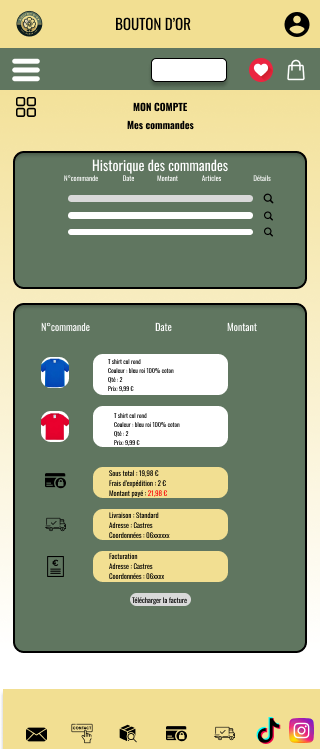 BOUTON D'OR
MON COMPTE
Mes commandes
Historique des commandes
N°commande Date Montant Articles Détails
N°commande Date Montant
T shirt col rond
Couleur : bleu roi 100% coton
Qté : 2
Prix: 9,99 €
T shirt col rond
Couleur : bleu roi 100% coton
Qté : 2
Prix: 9,99 €
Sous total : 19,98 €
Frais d'expédition : 2 €
Montant payé : 21,98 €
Livraison : Standard
Adresse : Castres
Coordonnées : 06xxxxxx
Facturation
Adresse : Castres
Coordonnées : 06xxx
Télécharger la facture
CONTACT